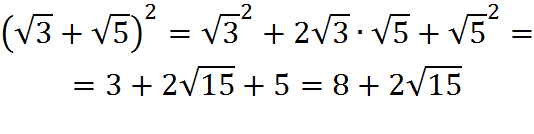 (√3 + √5)² = √3² + 2√3 · √5 + √5² =
= 3 + 2√15 + 5 = 8 + 2√15